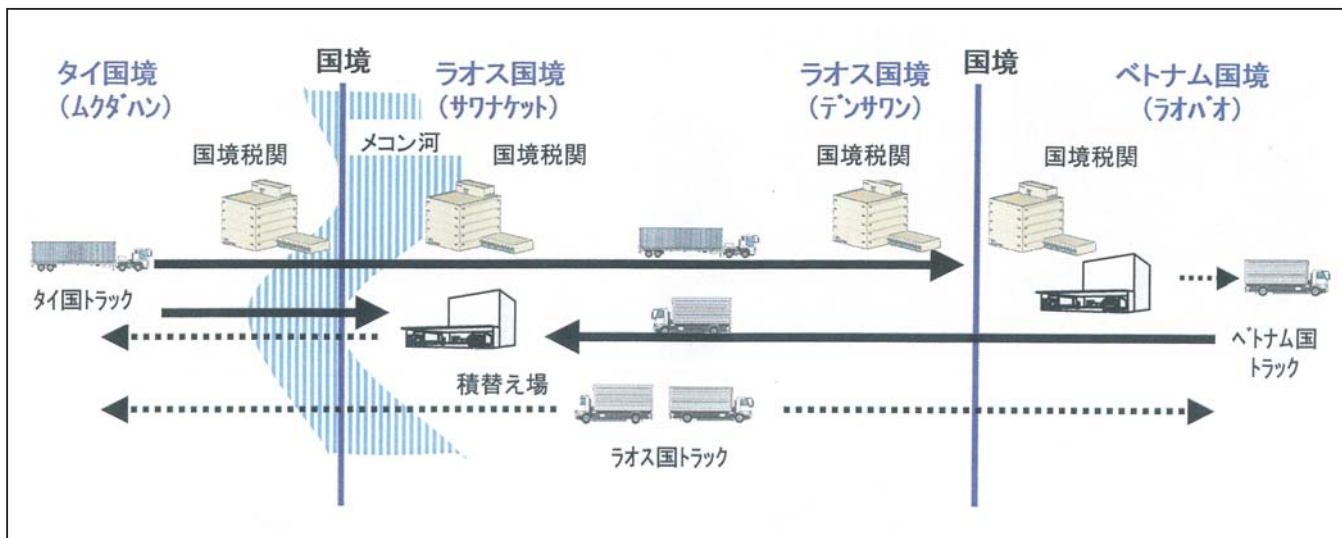 タイ国境
(ムクダハン)
国境
ラオス国境
(サワナケット)
ラオス国境
(デンサワン)
国境
ベトナム国境
(ラオバオ)
国境税関
メコン河
国境税関
国境税関
国境税関
タイ国トラック
積替え場
ラオス国トラック
ベトナム国
トラック